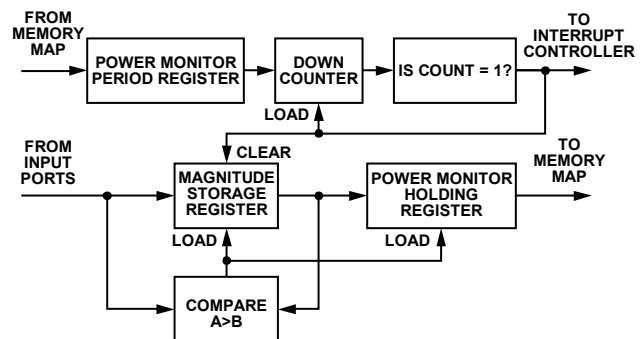 FROM
MEMORY
MAP
POWER MONITOR
PERIOD REGISTER
DOWN
COUNTER
IS COUNT = 1?
TO
INTERRUPT
CONTROLLER
LOAD
CLEAR
FROM
INPUT
PORTS
MAGNITUDE
STORAGE
REGISTER
POWER MONITOR
HOLDING
REGISTER
TO
MEMORY
MAP
LOAD
LOAD
COMPARE
A>B